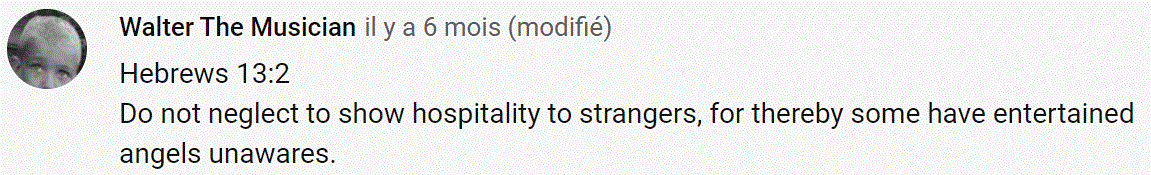 Walter The Musician il y a 6 mois (modifié)
Hebrews 13:2
Do not neglect to show hospitality to strangers, for thereby some have entertained
angels unawares.